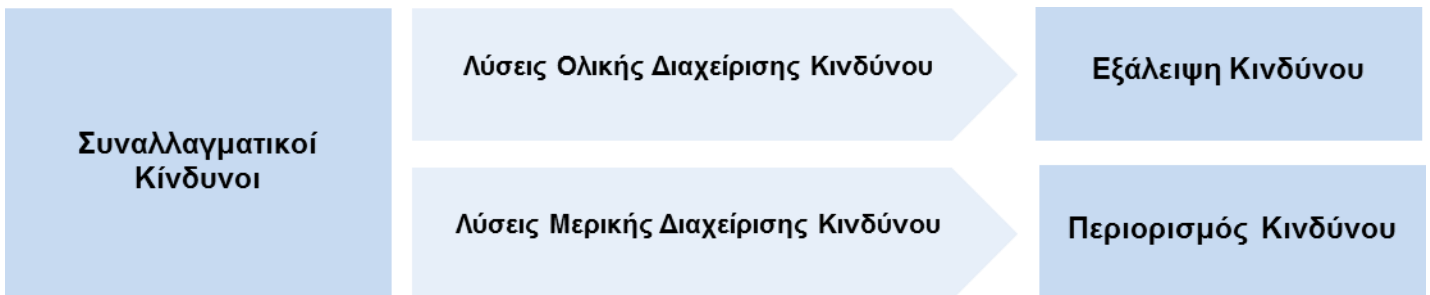 Συναλλαγματικοί
Κίνδυνοι
Λύσεις Ολικής Διαχείρισης Κινδύνου
Εξάλειψη Κινδύνου
Λύσεις Μερικής Διαχείρισης Κινδύνου
Περιορισμός Κινδύνου